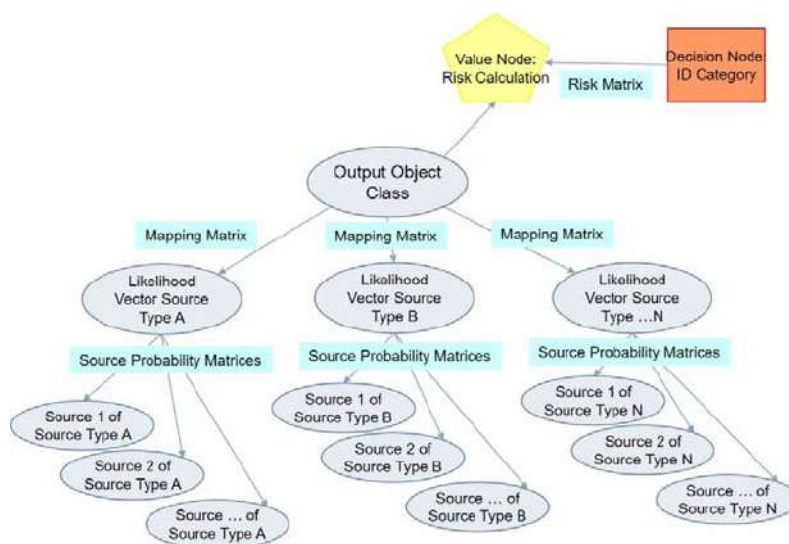 Value Node:
Risk Calculation
Decision Node:
ID Category
Risk Matrix
Output Object
Class
Mapping Matrix
Mapping Matrix
Mapping Matrix
Likelihood
Vector Source
Type A
Likelihood
Vector Source
Type B
Likelihood
Vector Source
Type ...N
Source Probability Matrices
Source Probability Matrices
Source Probability Matrices
Source 1 of
Source Type A
Source 2 of
Source Type A
Source ... of
Source Type A
Source 1 of
Source Type B
Source 2 of
Source Type B
Source ... of
Source Type B
Source 1 of
Source Type N
Source 2 of
Source Type N
Source ... of
Source Type N